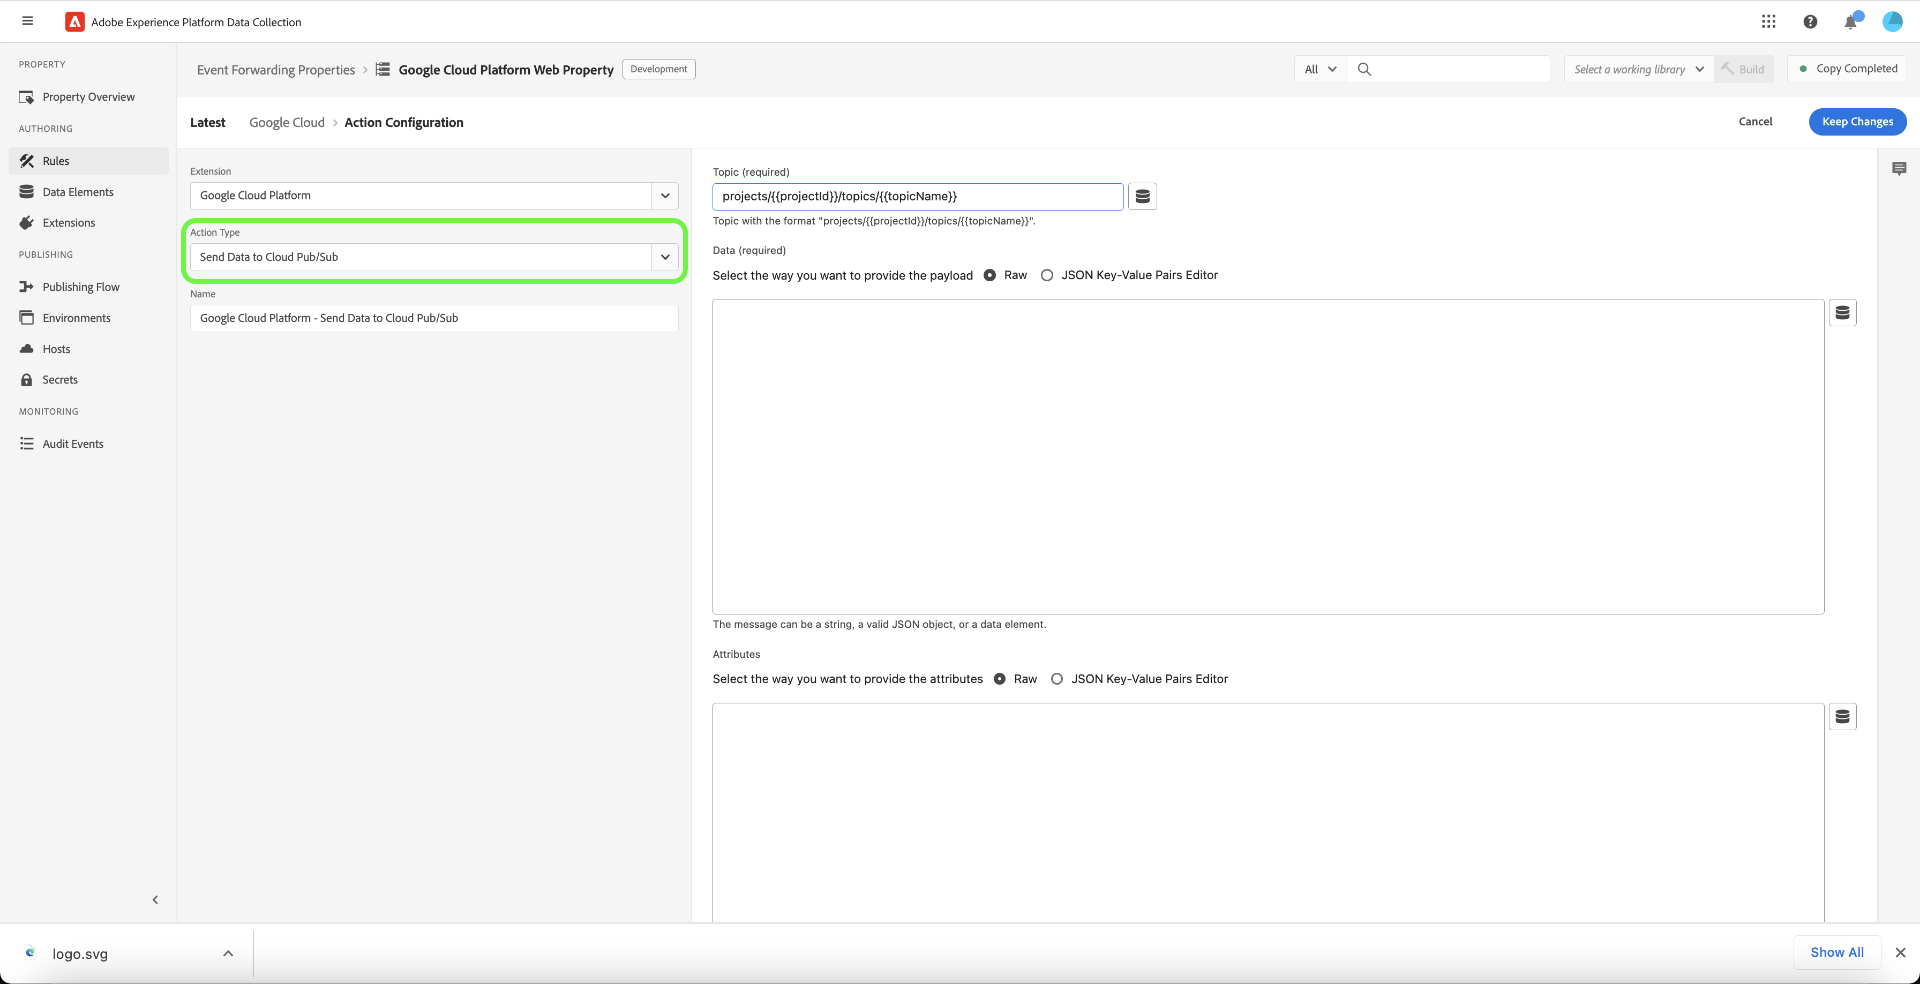 Adobe Experience Platform Data Collection
PROPERTY
Property Overview
AUTHORING
Rules
Data Elements
Extensions
PUBLISHING
Publishing Flow
Environments
Hosts
Secrets
MONITORING
Audit Events
Event Forwarding Properties > Google Cloud Platform Web Property Development
All
Select a working library
Build
Copy Completed
Latest Google Cloud > Action Configuration
Cancel
Keep Changes
Extension
Google Cloud Platform
Action Type
Send Data to Cloud Pub/Sub
Name
Google Cloud Platform - Send Data to Cloud Pub/Sub
Topic (required)
projects/{{projectId}}/topics/{{topicName}}
Topic with the format "projects/{{projectId}}/topics/{{topicName}}".
Data (required)
Select the way you want to provide the payload Raw JSON Key-Value Pairs Editor
The message can be a string, a valid JSON object, or a data element.
Attributes
Select the way you want to provide the attributes Raw JSON Key-Value Pairs Editor
logo.svg
Show All